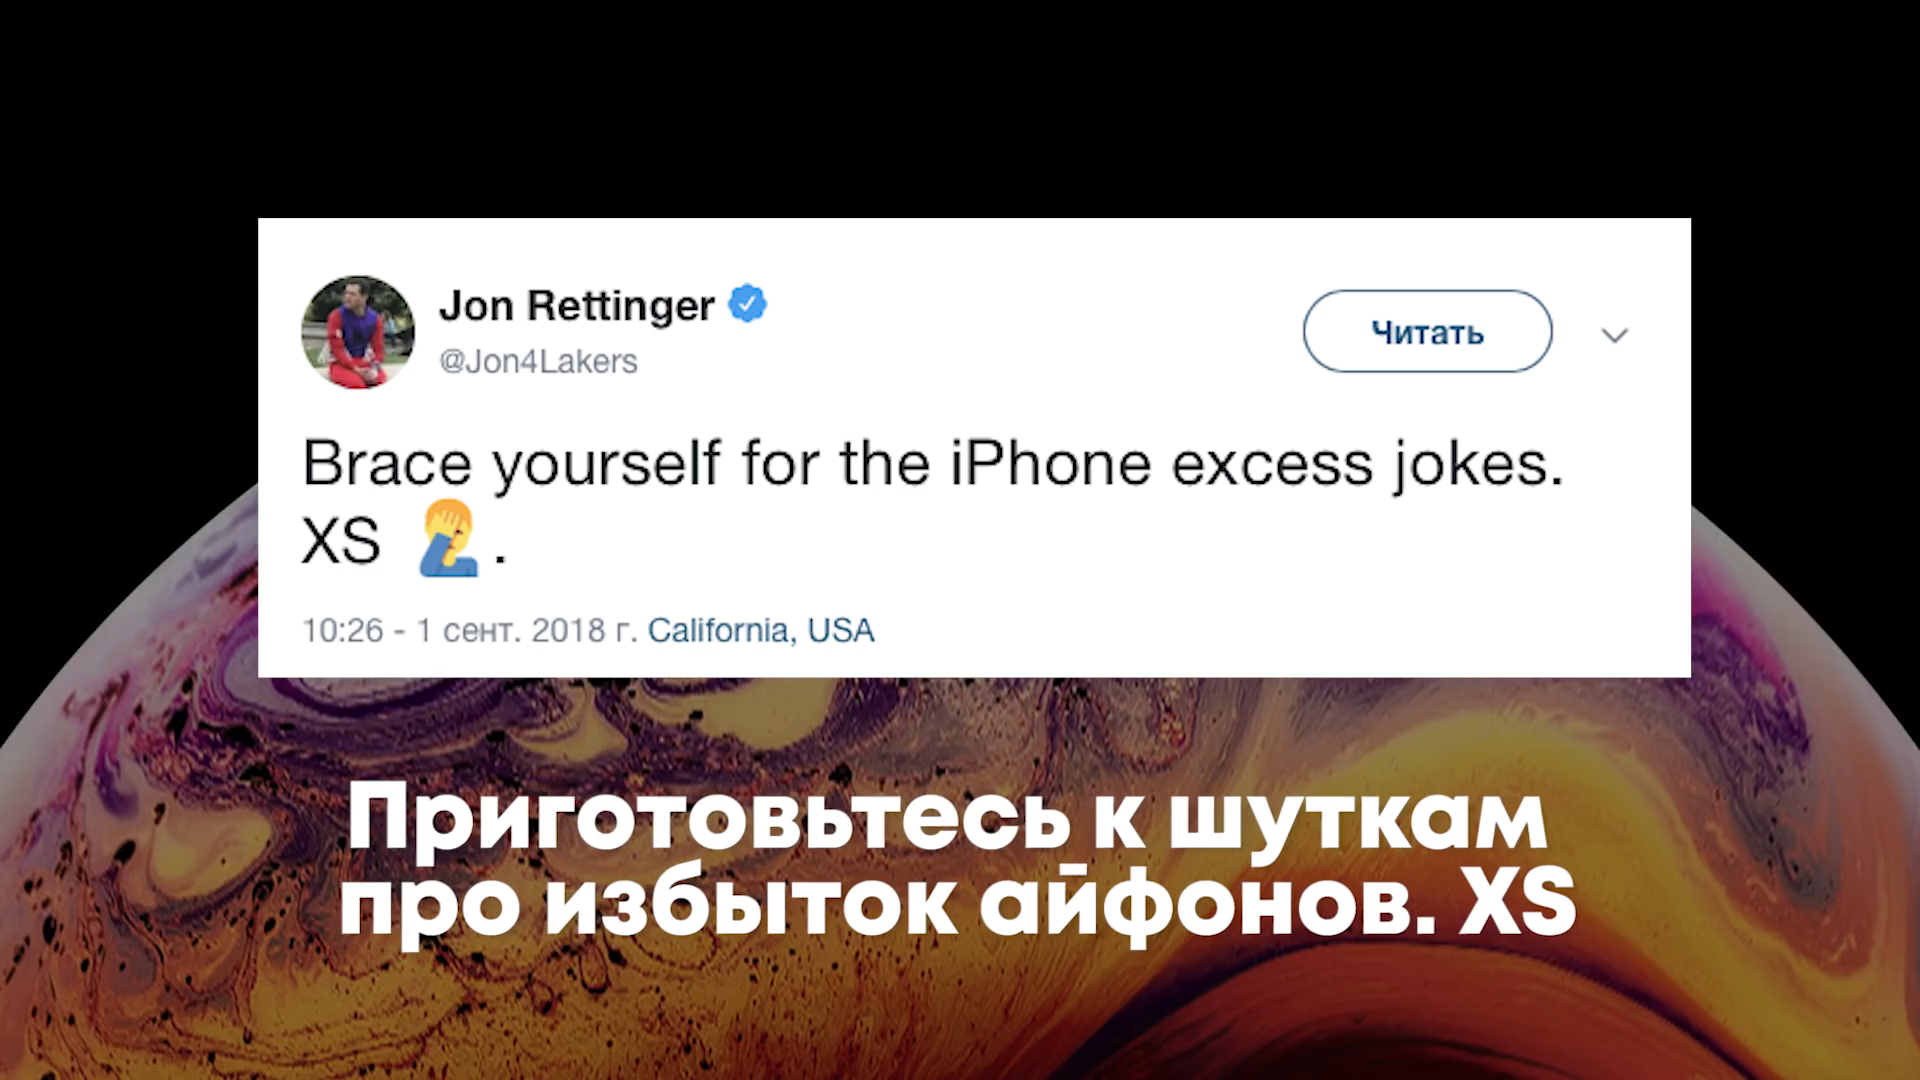 Jon Rettinger
@Jon4Lakers
Читать
Brace yourself for the iPhone excess jokes.
XS 🤦‍♂️.
10:26 - 1 сент. 2018 г. California, USA
Приготовьтесь к шуткам
про избыток айфонов. XS